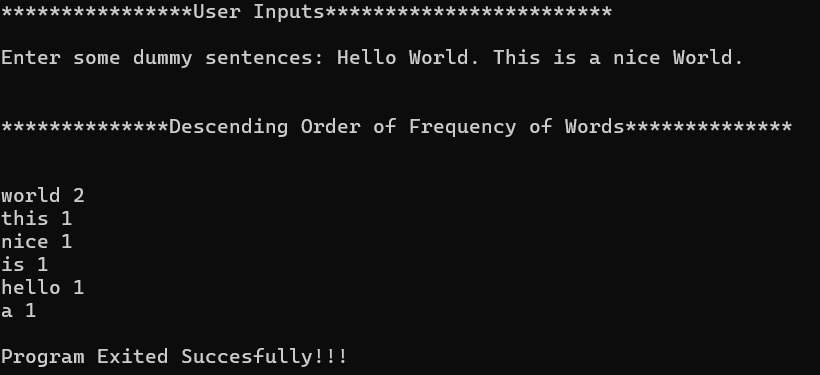 ****************User Inputs************************
Enter some dummy sentences: Hello World. This is a nice World.
**************Descending Order of Frequency of Words**************
world 2
this 1
nice 1
is 1
hello 1
a 1
Program Exited Succesfully!!!